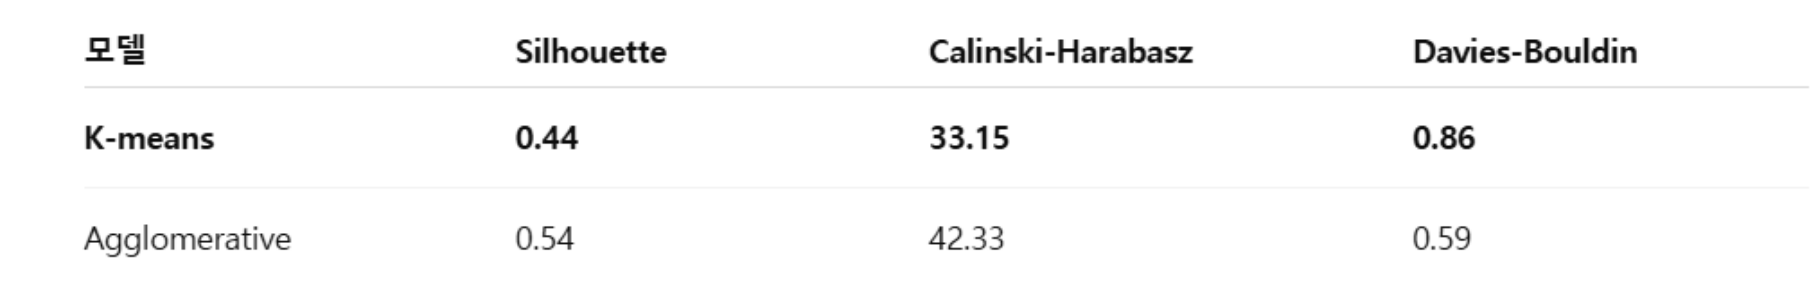 모델 Silhouette Calinski-Harabasz Davies-Bouldin
K-means 0.44 33.15 0.86
Agglomerative 0.54 42.33 0.59